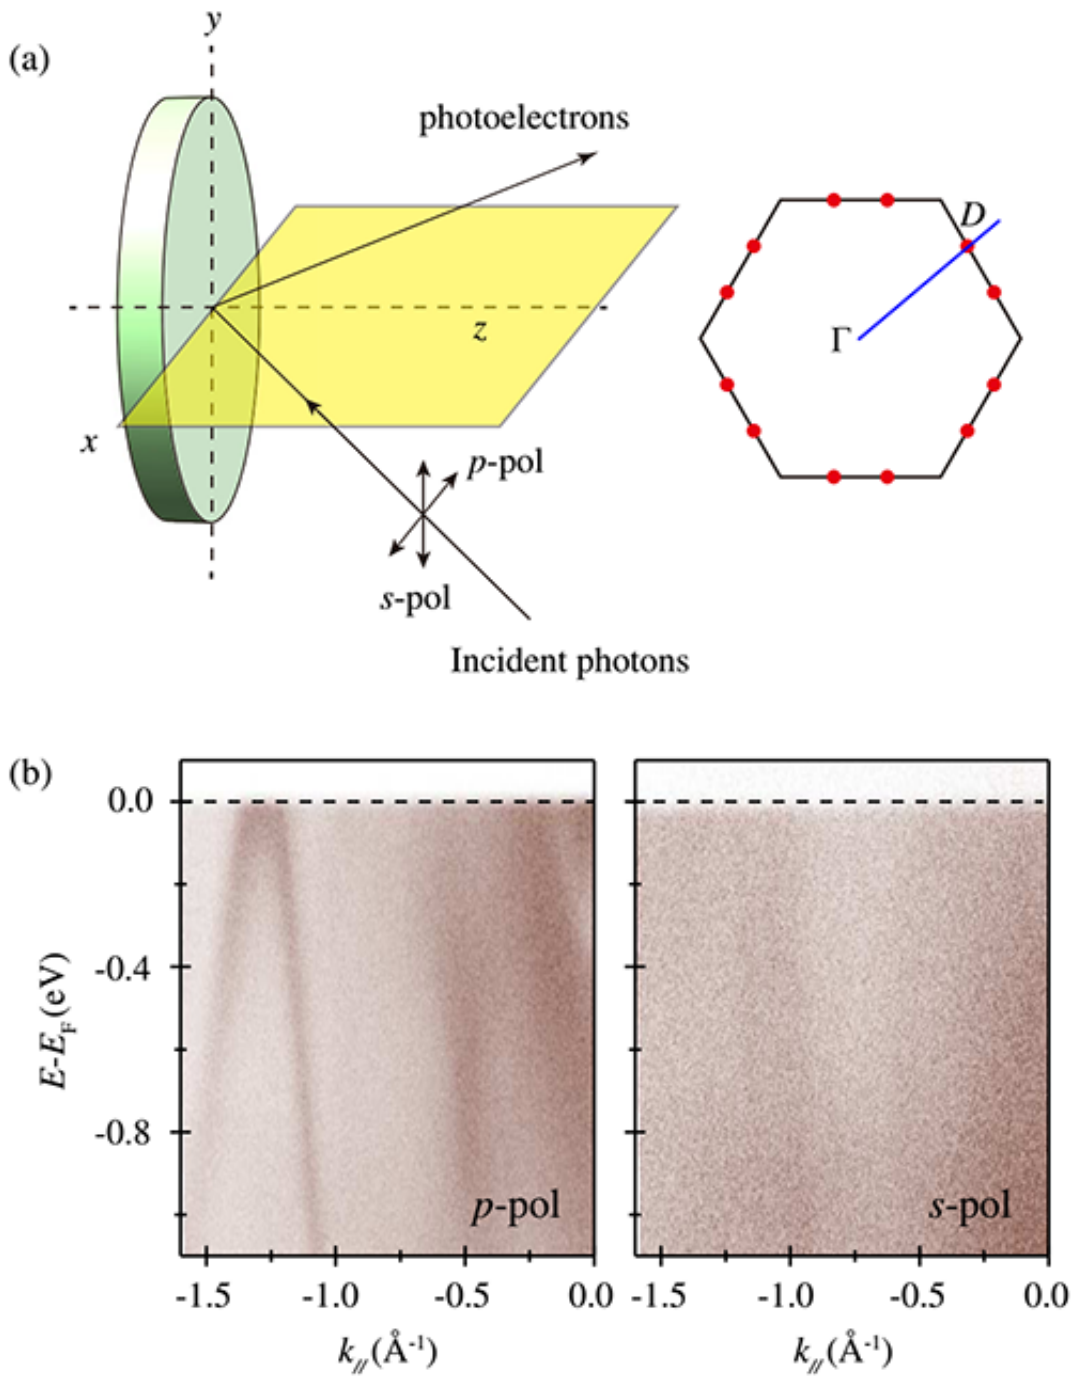 (a)
y
photoelectrons
D
Γ
z
x
p-pol
s-pol
Incident photons
(b)
0.0
-0.4
-0.8
E-E_F(eV)
p-pol
s-pol
-1.5 -1.0 -0.5 0.0 -1.5 -1.0 -0.5 0.0
k_//(Å⁻¹) k_//(Å⁻¹)